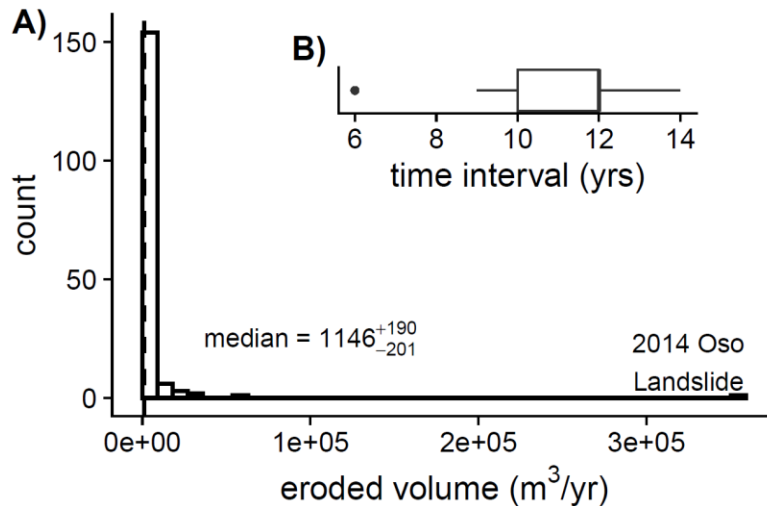 A)
B)
150
100
50
0
count
6 8 10 12 14
time interval (yrs)
median = 1146 +190 −201
2014 Oso
Landslide
0e+00 1e+05 2e+05 3e+05
eroded volume (m³/yr)